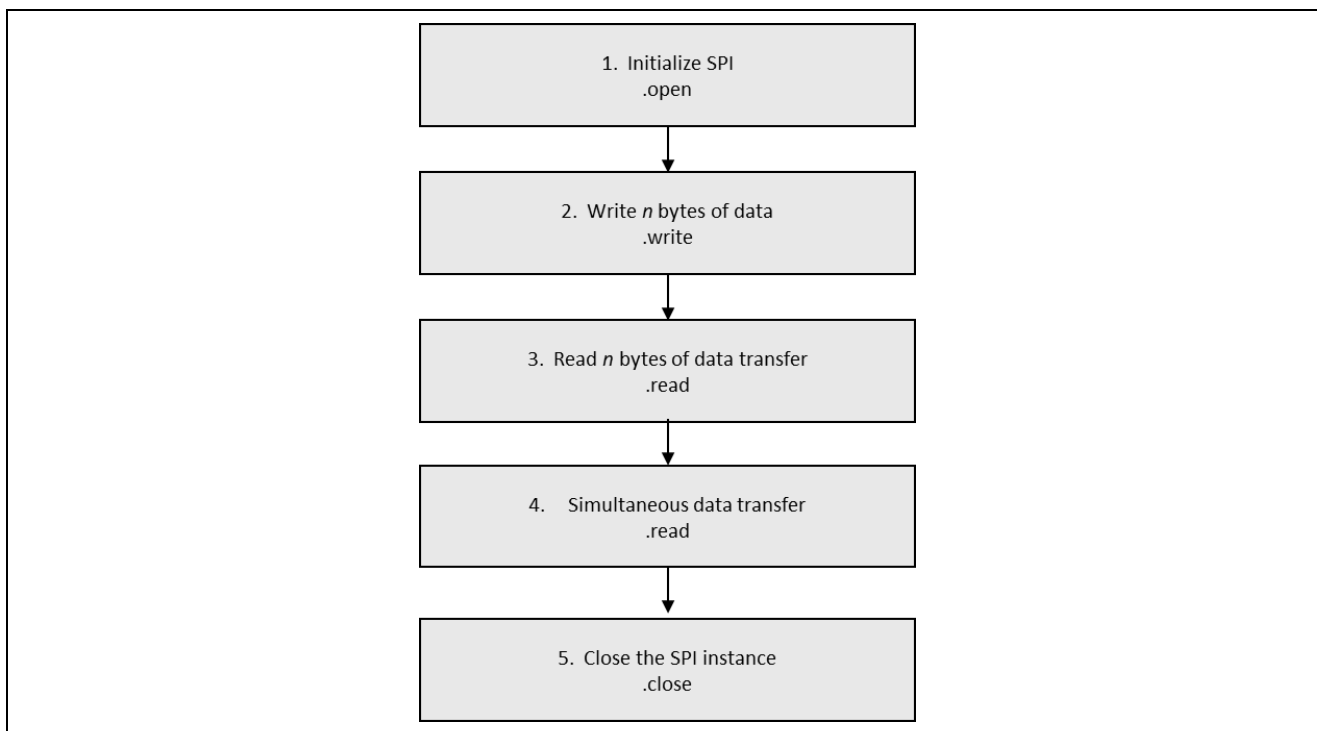 1. Initialize SPI
.open
2. Write n bytes of data
.write
3. Read n bytes of data transfer
.read
4. Simultaneous data transfer
.read
5. Close the SPI instance
.close